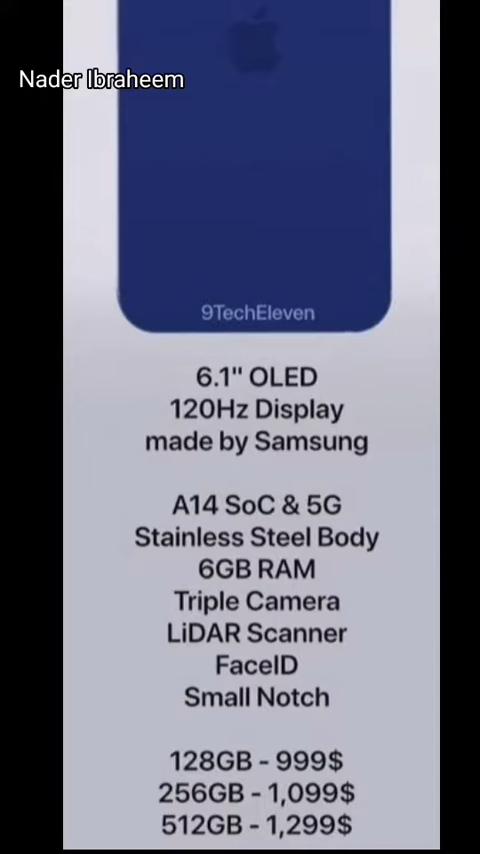 Nader Ibraheem
9TechEleven
6.1" OLED
120Hz Display
made by Samsung
A14 SoC & 5G
Stainless Steel Body
6GB RAM
Triple Camera
LiDAR Scanner
FaceID
Small Notch
128GB - 999$
256GB - 1,099$
512GB - 1,299$